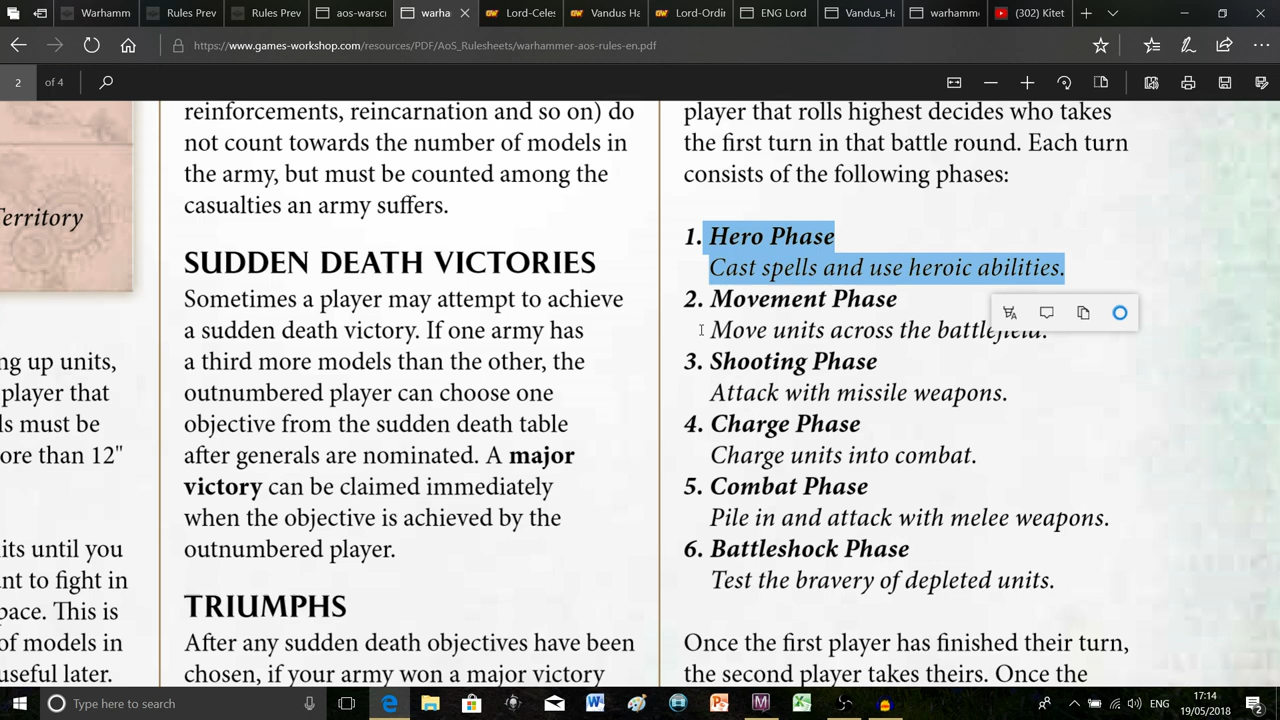 Warhamm
Rules Prev
Rules Prev
aos-warscr
warha
Lord-Celes
Vandus Ha
Lord-Ordin
ENG Lord
Vandus_Ha
warhamme
(302) Kitet
https://www.games-workshop.com/resources/PDF/AoS_Rulesheets/warhammer-aos-rules-en.pdf
2 of 4
Territory
ng up units,
player that
ls must be
ore than 12"
its until you
nt to fight in
pace. This is
of models in
useful later.
reinforcements, reincarnation and so on) do
not count towards the number of models in
the army, but must be counted among the
casualties an army suffers.
SUDDEN DEATH VICTORIES
Sometimes a player may attempt to achieve
a sudden death victory. If one army has
a third more models than the other, the
outnumbered player can choose one
objective from the sudden death table
after generals are nominated. A major
victory can be claimed immediately
when the objective is achieved by the
outnumbered player.
TRIUMPHS
After any sudden death objectives have been
chosen, if your army won a major victory
player that rolls highest decides who takes
the first turn in that battle round. Each turn
consists of the following phases:
1. Hero Phase
Cast spells and use heroic abilities.
2. Movement Phase
Move units across the battlefield.
3. Shooting Phase
Attack with missile weapons.
4. Charge Phase
Charge units into combat.
5. Combat Phase
Pile in and attack with melee weapons.
6. Battleshock Phase
Test the bravery of depleted units.
Once the first player has finished their turn,
the second player takes theirs. Once the
Type here to search
ENG
17:14
19/05/2018
2